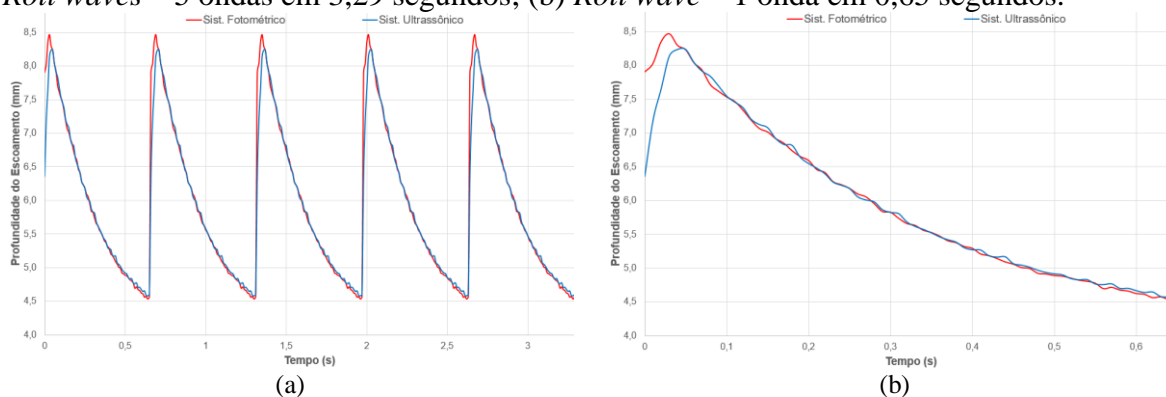 Roll waves – 5 ondas em 3,29 segundos; (b) Roll wave – 1 onda em 0,65 segundos.
Sist. Fotométrico Sist. Ultrassônico
8,5
8,0
7,5
7,0
6,5
6,0
5,5
5,0
4,5
4,0
Profundidade do Escoamento (mm)
0 0,5 1 1,5 2 2,5 3
Tempo (s)
(a)
Sist. Fotométrico Sist. Ultrassônico
8,5
8,0
7,5
7,0
6,5
6,0
5,5
5,0
4,5
4,0
Profundidade do Escoamento (mm)
0 0,1 0,2 0,3 0,4 0,5 0,6
Tempo (s)
(b)